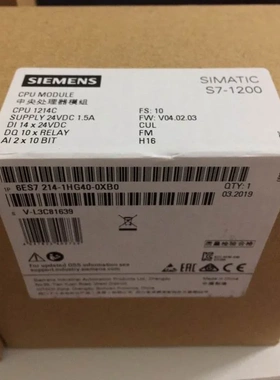 SIEMENS
SIMATIC
S7-1200
CPU MODULE
中央处理器模组
CPU 1214C
SUPPLY 24VDC 1.5A
DI 14 x 24VDC
DQ 10 x RELAY
AI 2 x 10 BIT
FS: 10
FW: V04.02.03
CUL
FM
H16
1P 6ES7 214-1HG40-0XB0
QTY: 1
03.2019
S V-L3C81639